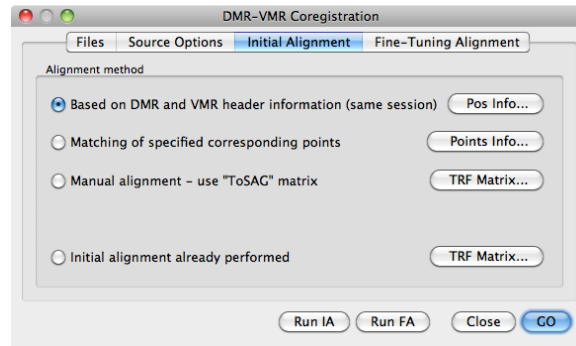 DMR-VMR Coregistration
Files Source Options Initial Alignment Fine-Tuning Alignment
Alignment method
Based on DMR and VMR header information (same session) Pos Info...
Matching of specified corresponding points Points Info...
Manual alignment - use "ToSAG" matrix TRF Matrix...
Initial alignment already performed TRF Matrix...
Run IA Run FA Close GO